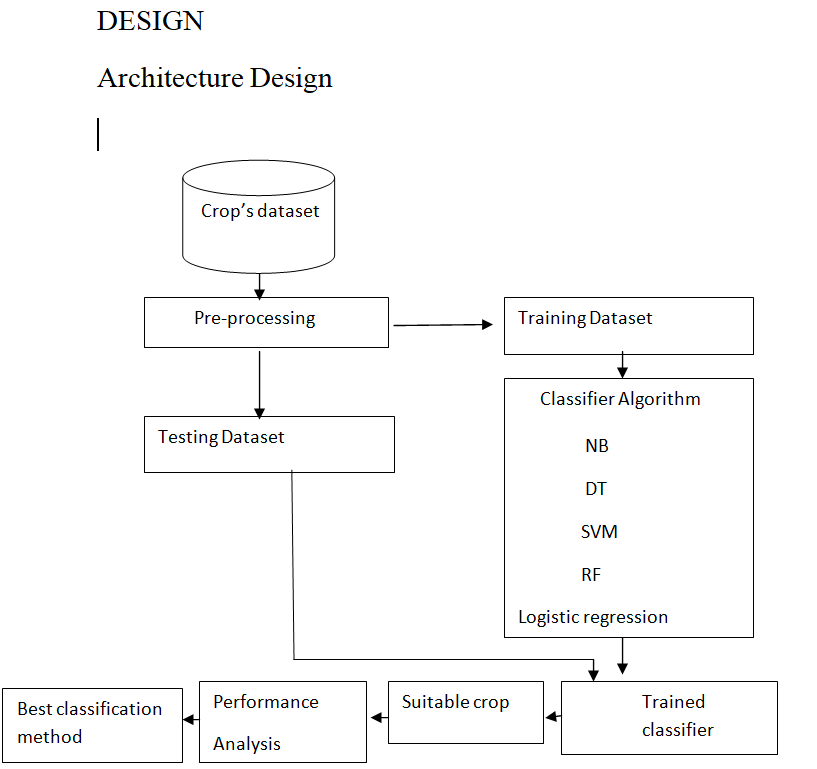 DESIGN
Architecture Design
Crop’s dataset
Pre-processing
Training Dataset
Testing Dataset
Classifier Algorithm
NB
DT
SVM
RF
Logistic regression
Trained
classifier
Suitable crop
Performance
Analysis
Best classification
method